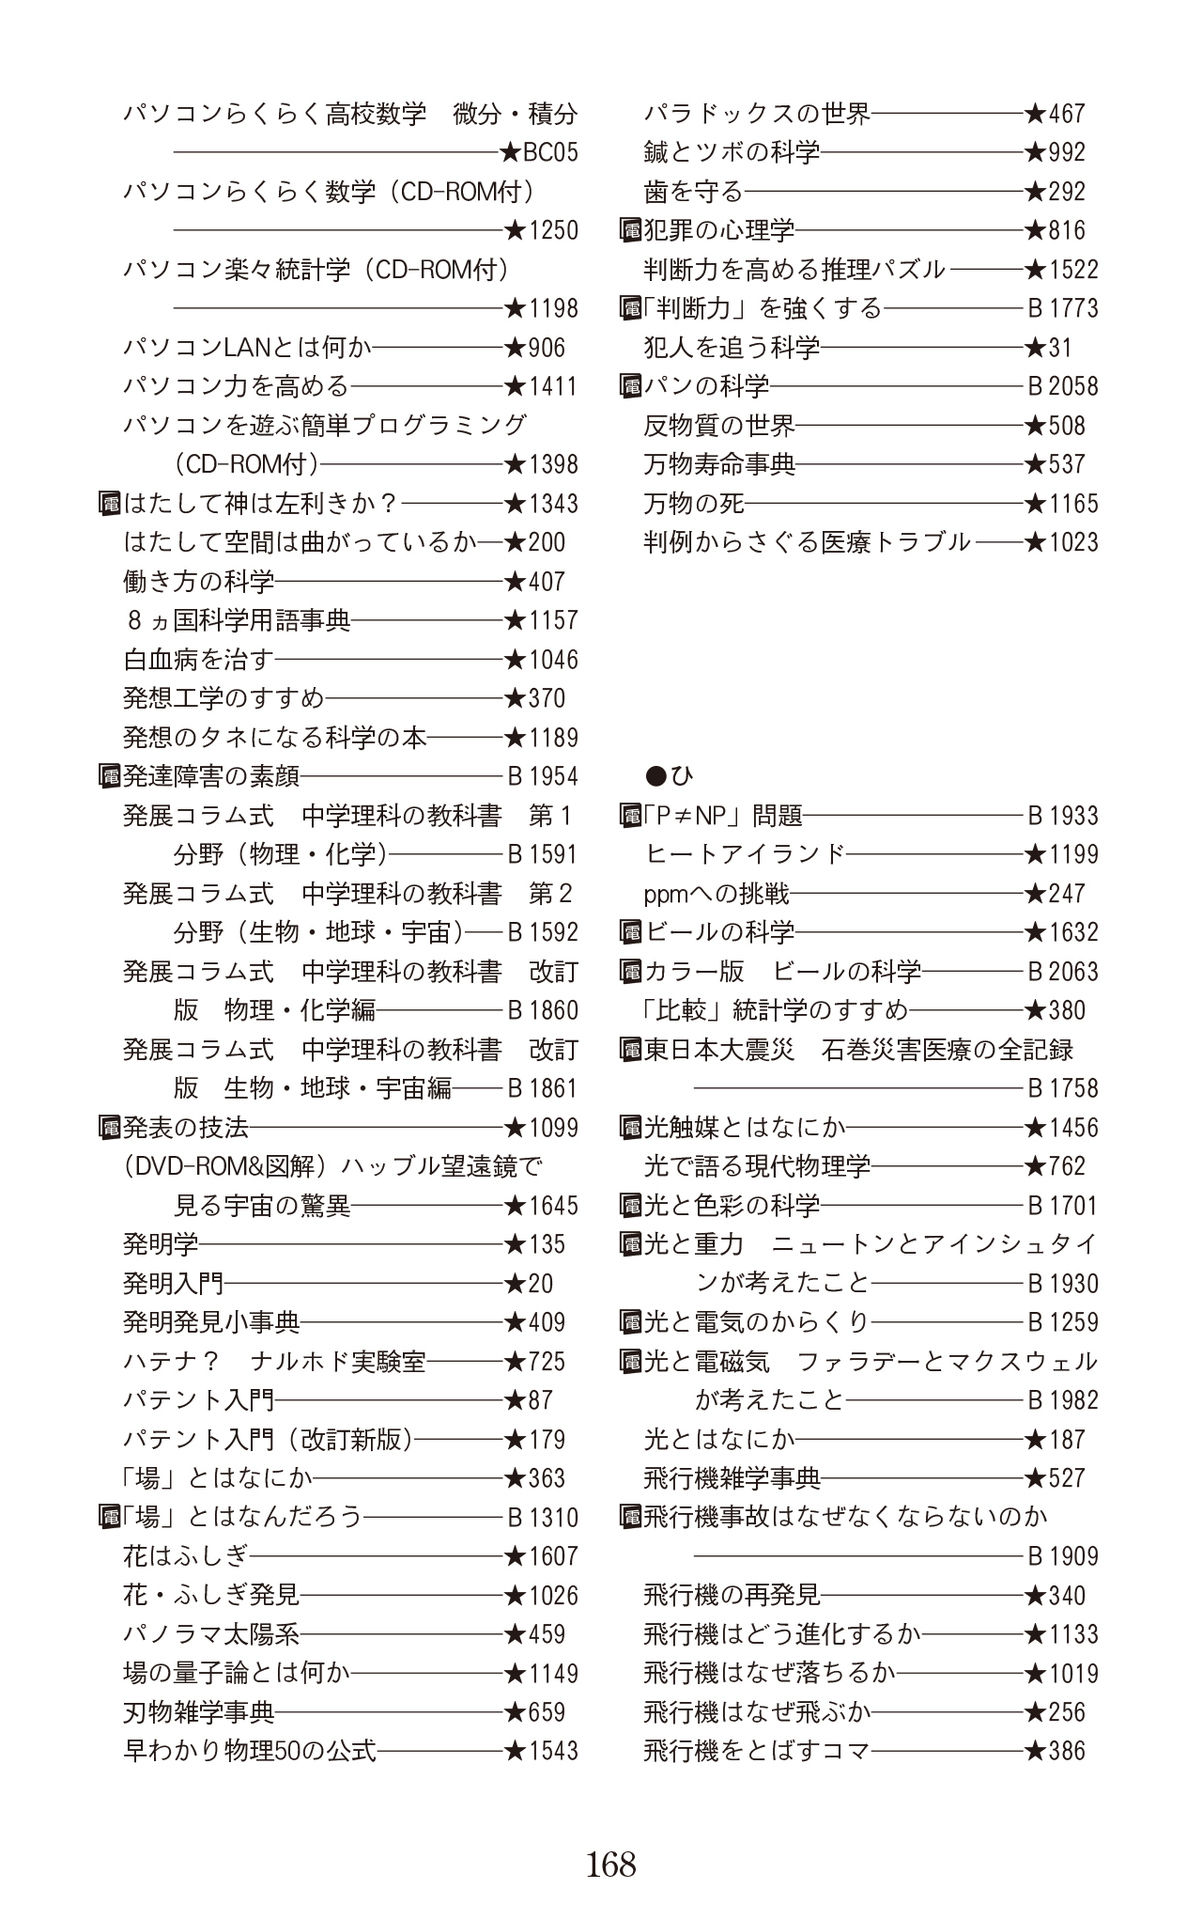 パソコンらくらく高校数学　微分・積分
――――★BC05
パソコンらくらく数学（CD-ROM付）
――――★1250
パソコン楽々統計学（CD-ROM付）
――――★1198
パソコンLANとは何か――――★906
パソコン力を高める――――★1411
パソコンを遊ぶ簡単プログラミング
（CD-ROM付）――――★1398
電はたして神は左利きか？――――★1343
はたして空間は曲がっているか―★200
働き方の科学――――★407
８ヵ国科学用語事典――――★1157
白血病を治す――――★1046
発想工学のすすめ――――★370
発想のタネになる科学の本――――★1189
電発達障害の素顔――――B 1954
発展コラム式　中学理科の教科書　第１
分野（物理・化学）――――B 1591
発展コラム式　中学理科の教科書　第２
分野（生物・地球・宇宙）――B 1592
発展コラム式　中学理科の教科書　改訂
版　物理・化学編――――B 1860
発展コラム式　中学理科の教科書　改訂
版　生物・地球・宇宙編――B 1861
電発表の技法――――★1099
（DVD-ROM&図解）ハッブル望遠鏡で
見る宇宙の驚異――――★1645
発明学――――★135
発明入門――――★20
発明発見小事典――――★409
ハテナ？　ナルホド実験室――――★725
パテント入門――――★87
パテント入門（改訂新版）――――★179
「場」とはなにか――――★363
電「場」とはなんだろう――――B 1310
花はふしぎ――――★1607
花・ふしぎ発見――――★1026
パノラマ太陽系――――★459
場の量子論とは何か――――★1149
刃物雑学事典――――★659
早わかり物理50の公式――――★1543
パラドックスの世界――――★467
鍼とツボの科学――――★992
歯を守る――――★292
電犯罪の心理学――――★816
判断力を高める推理パズル――――★1522
電「判断力」を強くする――――B 1773
犯人を追う科学――――★31
電パンの科学――――B 2058
反物質の世界――――★508
万物寿命事典――――★537
万物の死――――★1165
判例からさぐる医療トラブル――★1023
●ひ
電「P≠NP」問題――――B 1933
ヒートアイランド――――★1199
ppmへの挑戦――――★247
電ビールの科学――――★1632
電カラー版　ビールの科学――――B 2063
「比較」統計学のすすめ――――★380
電東日本大震災　石巻災害医療の全記録
――――B 1758
電光触媒とはなにか――――★1456
光で語る現代物理学――――★762
電光と色彩の科学――――B 1701
電光と重力　ニュートンとアインシュタイ
ンが考えたこと――――B 1930
電光と電気のからくり――――B 1259
電光と電磁気　ファラデーとマクスウェル
が考えたこと――――B 1982
光とはなにか――――★187
飛行機雑学事典――――★527
電飛行機事故はなぜなくならないのか
――――B 1909
飛行機の再発見――――★340
飛行機はどう進化するか――――★1133
飛行機はなぜ落ちるか――――★1019
飛行機はなぜ飛ぶか――――★256
飛行機をとばすコマ――――★386
168